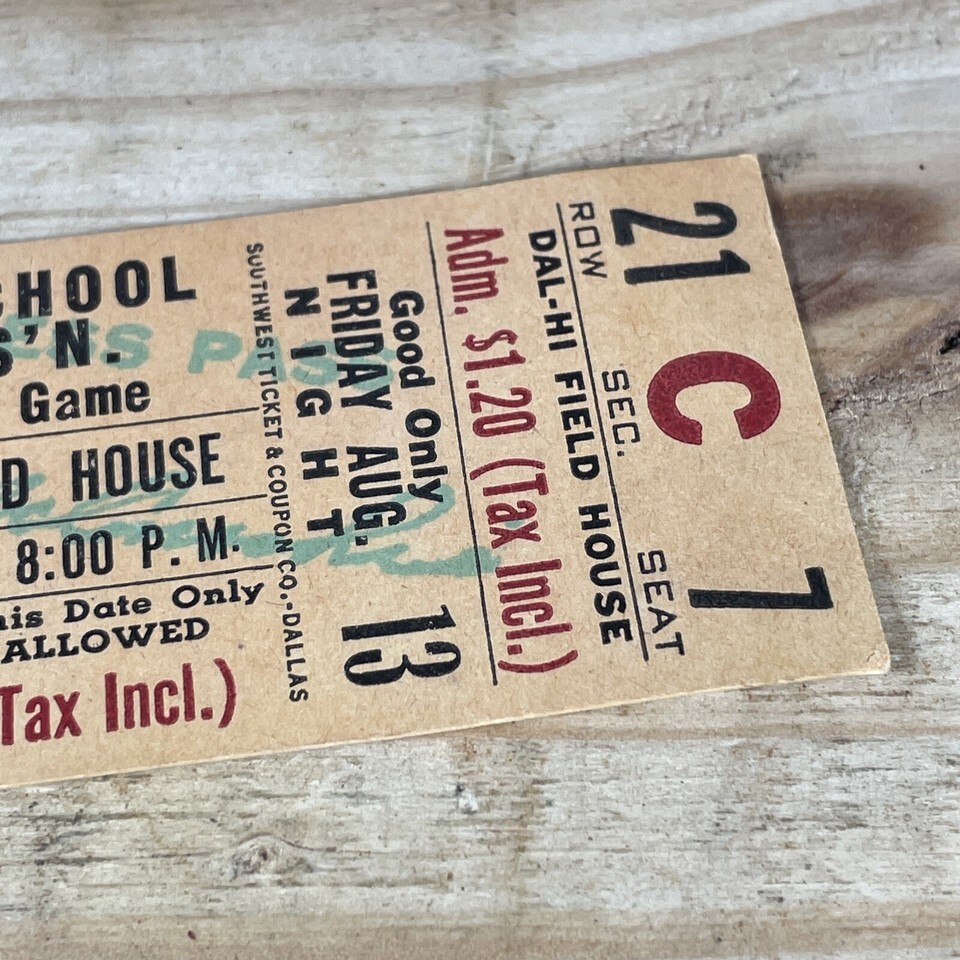 CHOOL
S'N.
Game
D HOUSE
8:00 P. M.
his Date Only
ALLOWED
Tax Incl.)
SOUTHWEST TICKET & COUPON CO.-DALLAS
NIGHT
FRIDAY AUG. 13
Good Only
Adm. $1.20 (Tax Incl.)
DAL-HI FIELD HOUSE
ROW SEC. SEAT
21 C 7